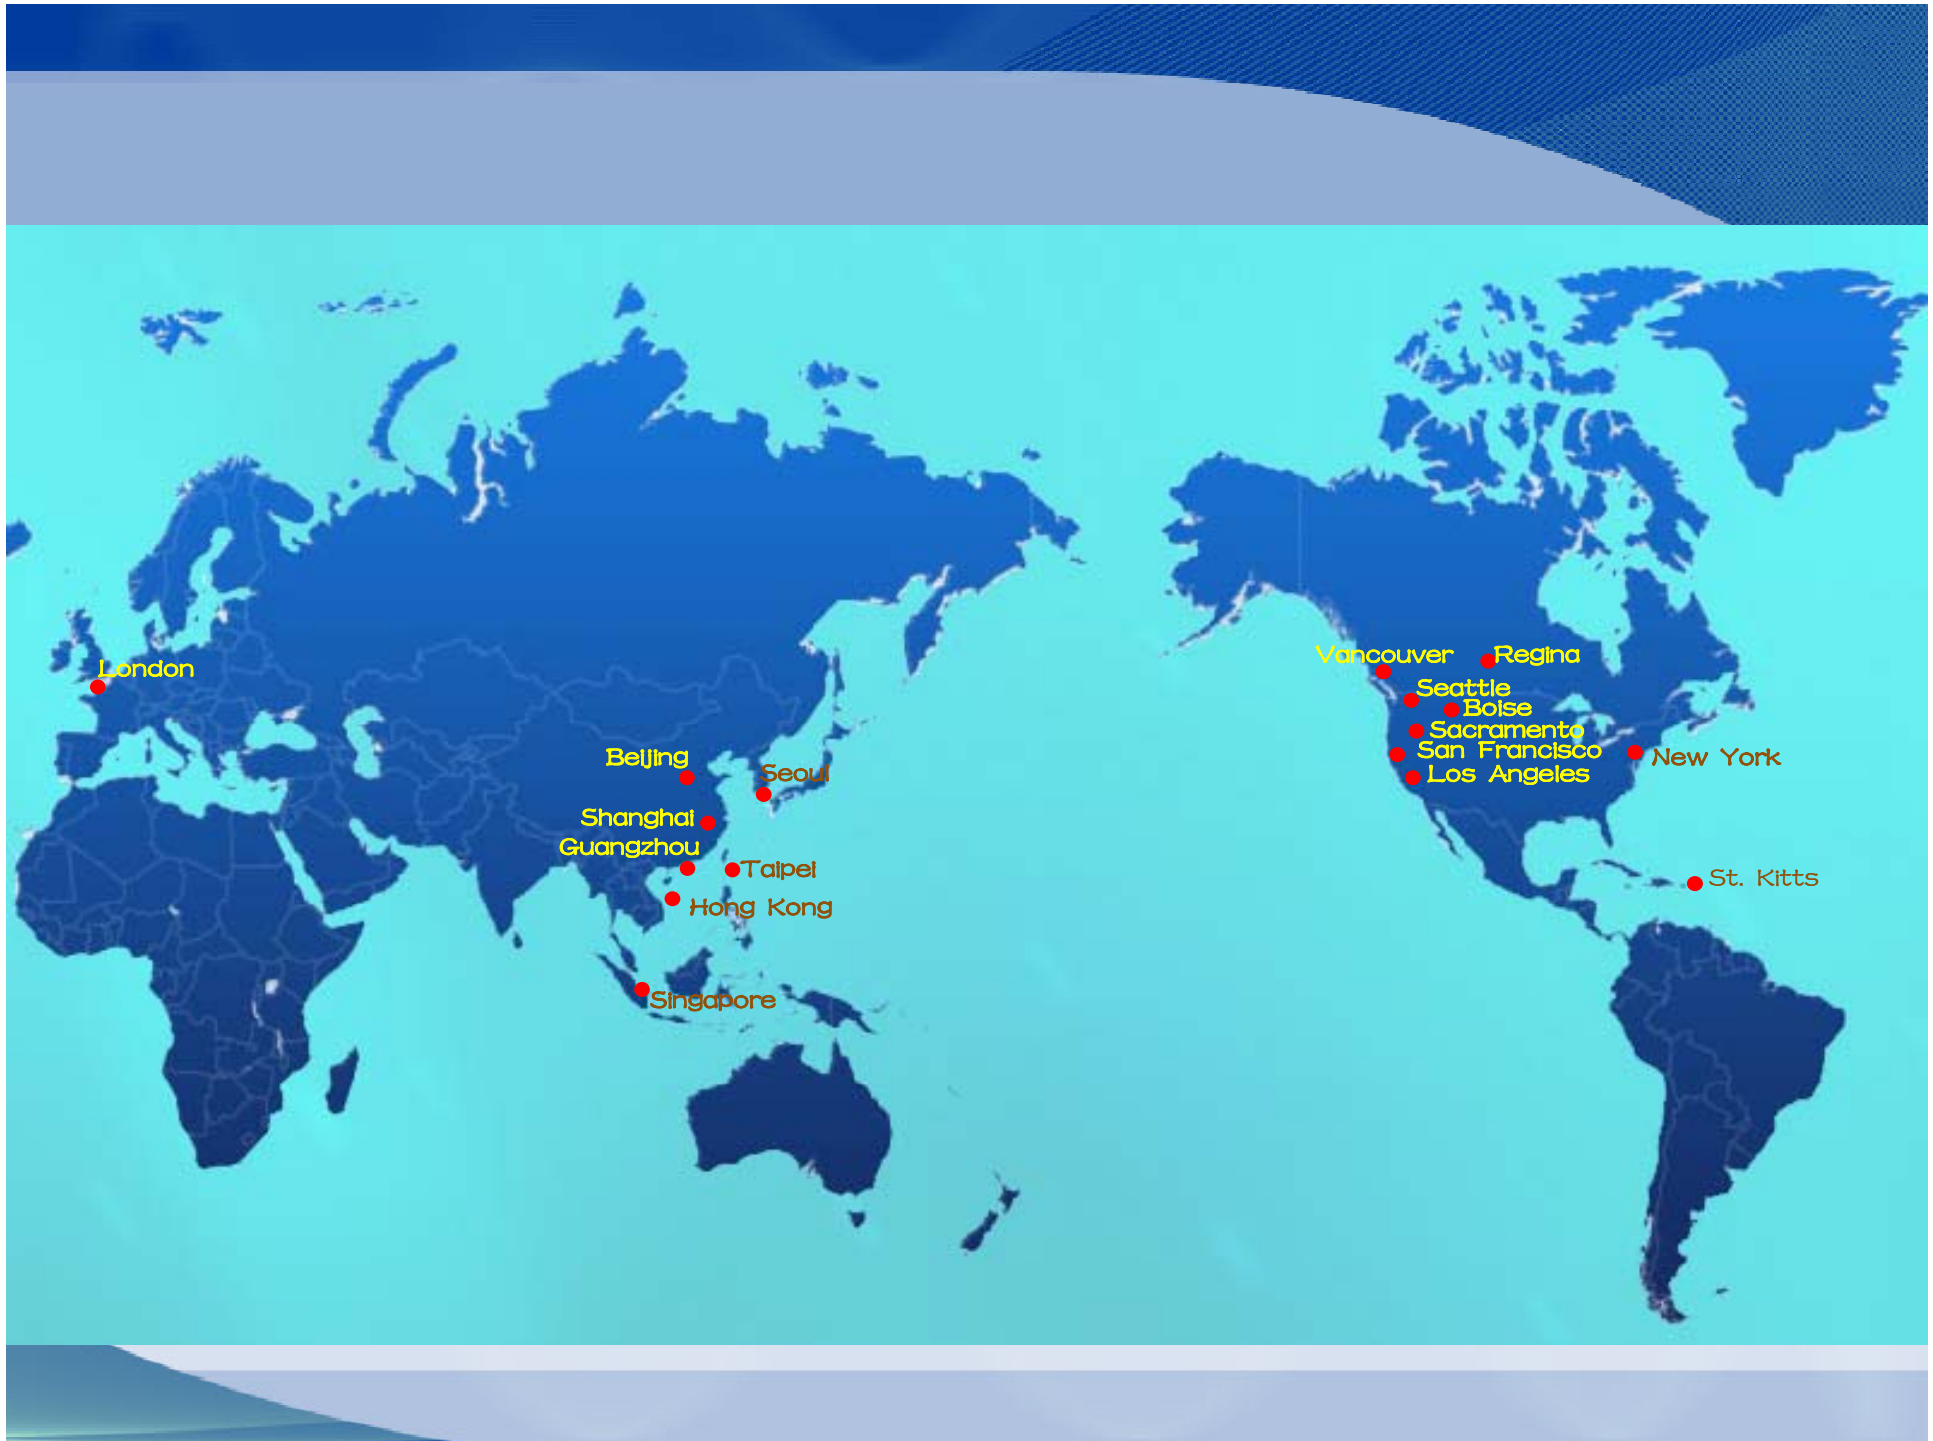 London
Vancouver
Regina
Seattle
Boise
Sacramento
San Francisco
Los Angeles
New York
Beijing
Seoul
Shanghai
Guangzhou
Taipei
Hong Kong
St. Kitts
Singapore